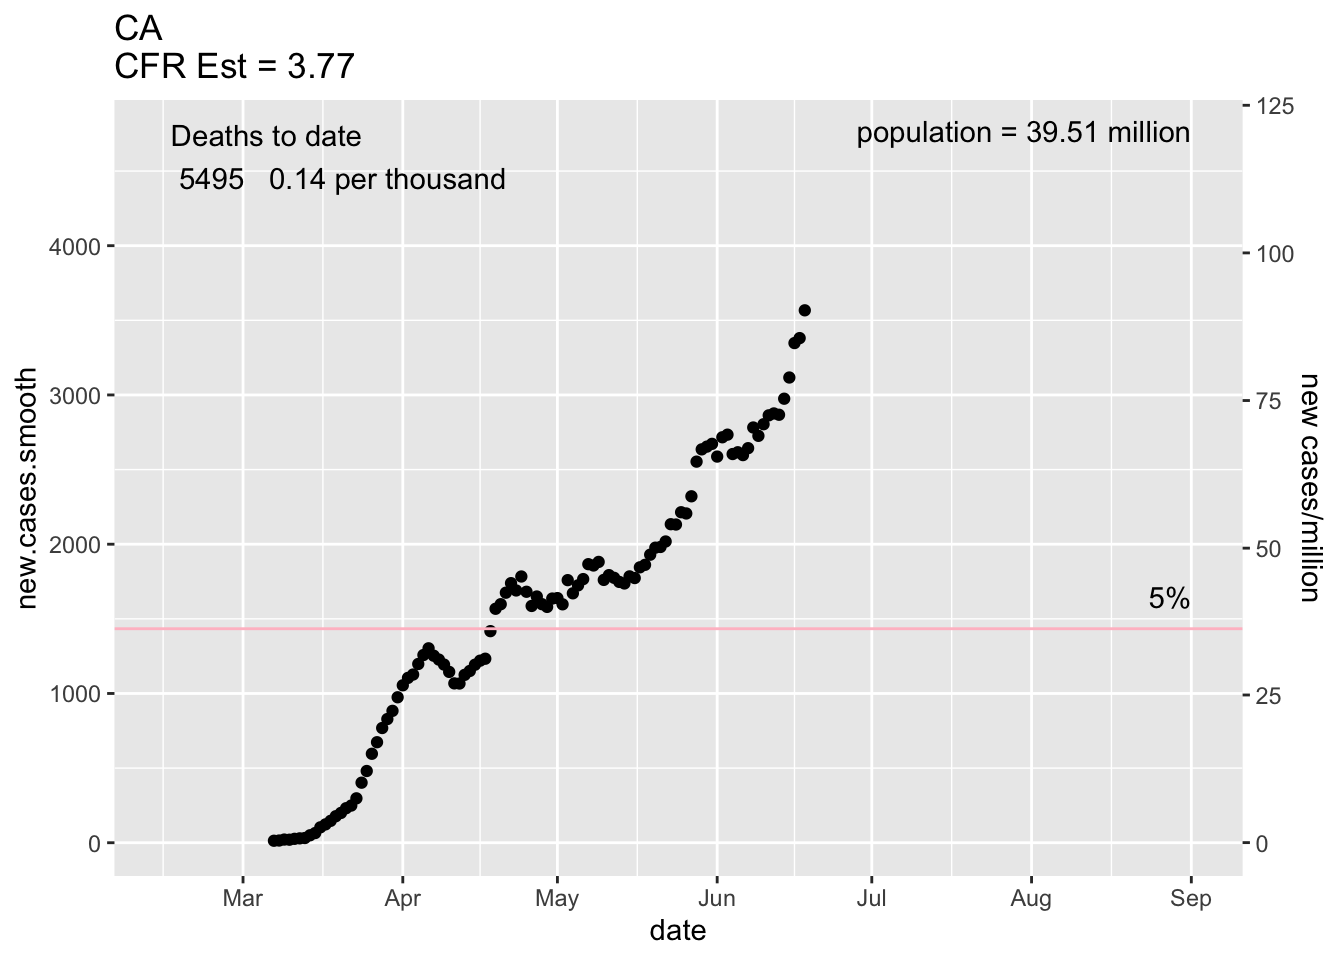 CA
CFR Est = 3.77
Deaths to date
population = 39.51 million
5495 0.14 per thousand
125
100
75
50
25
0
4000
3000
2000
1000
0
5%
new.cases.smooth
new cases/million
Mar Apr May Jun Jul Aug Sep
date